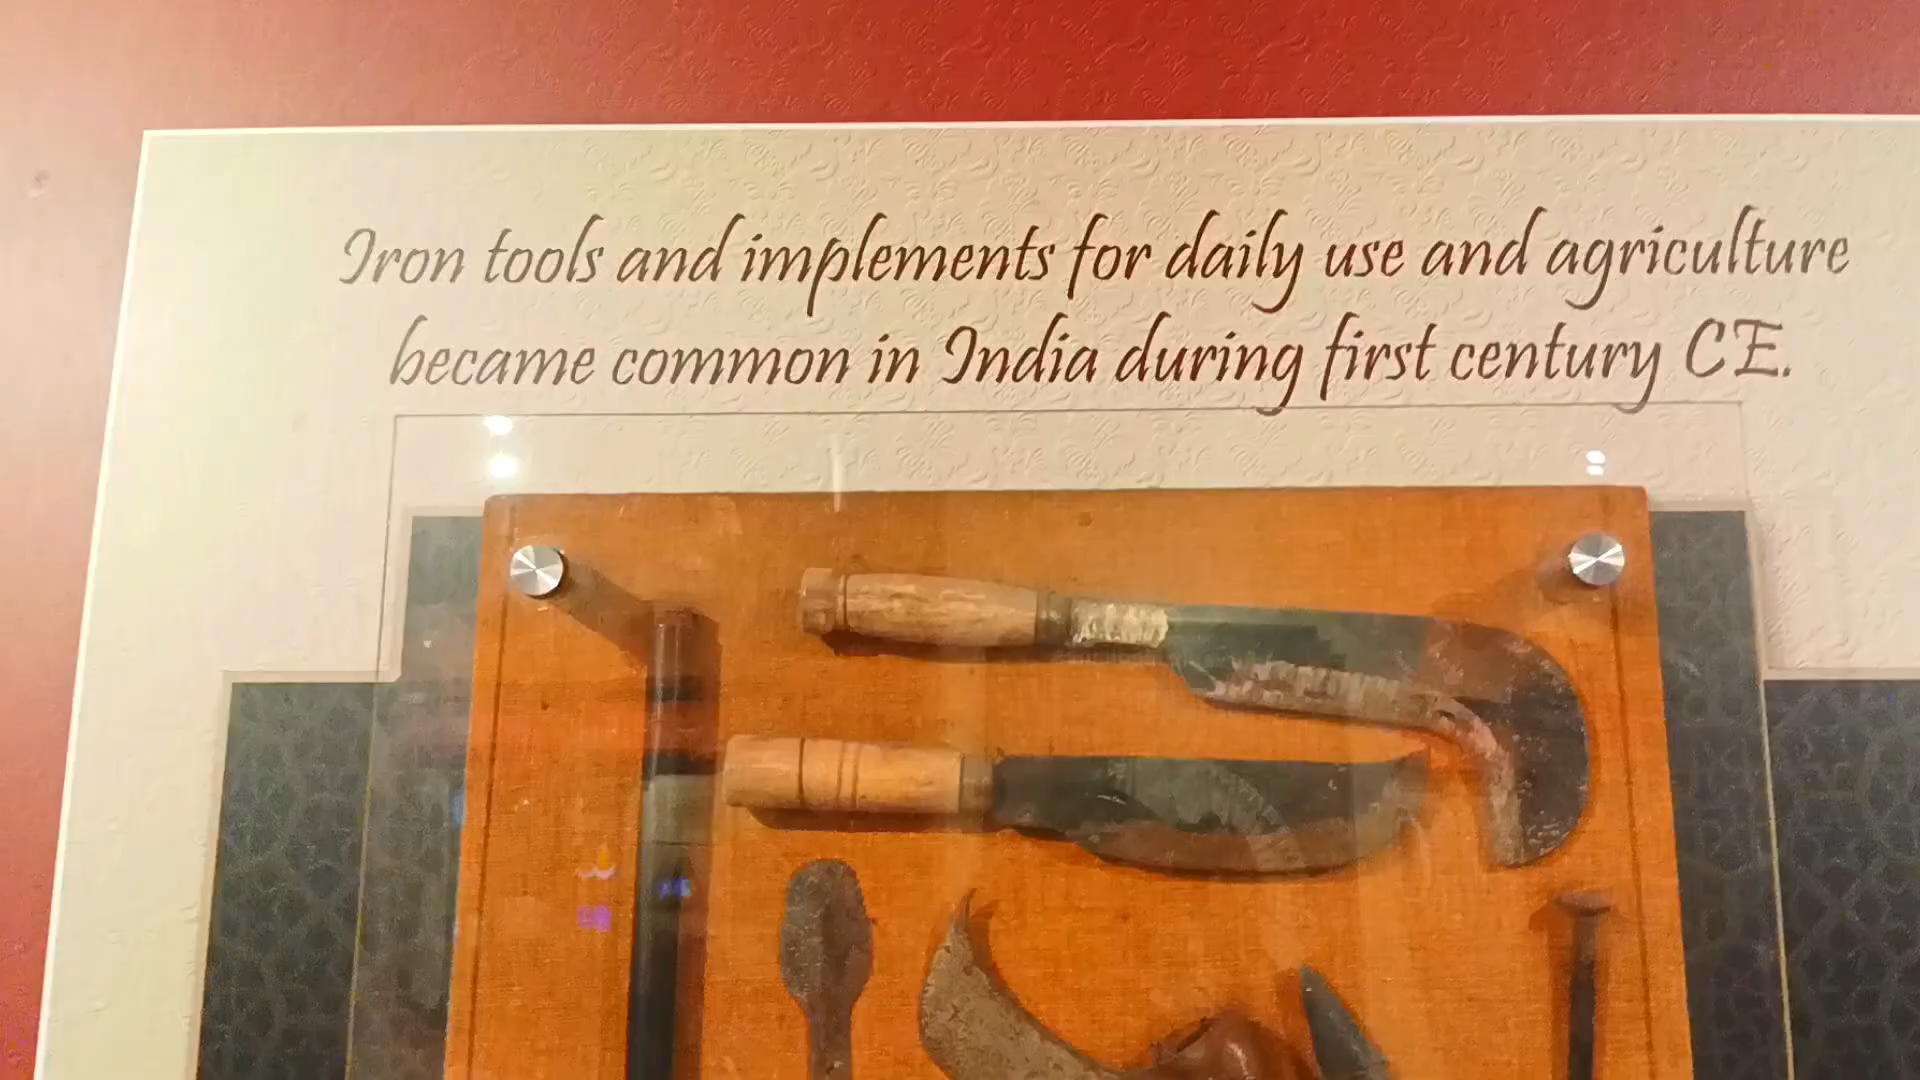 Iron tools and implements for daily use and agriculture
became common in India during first century CE.